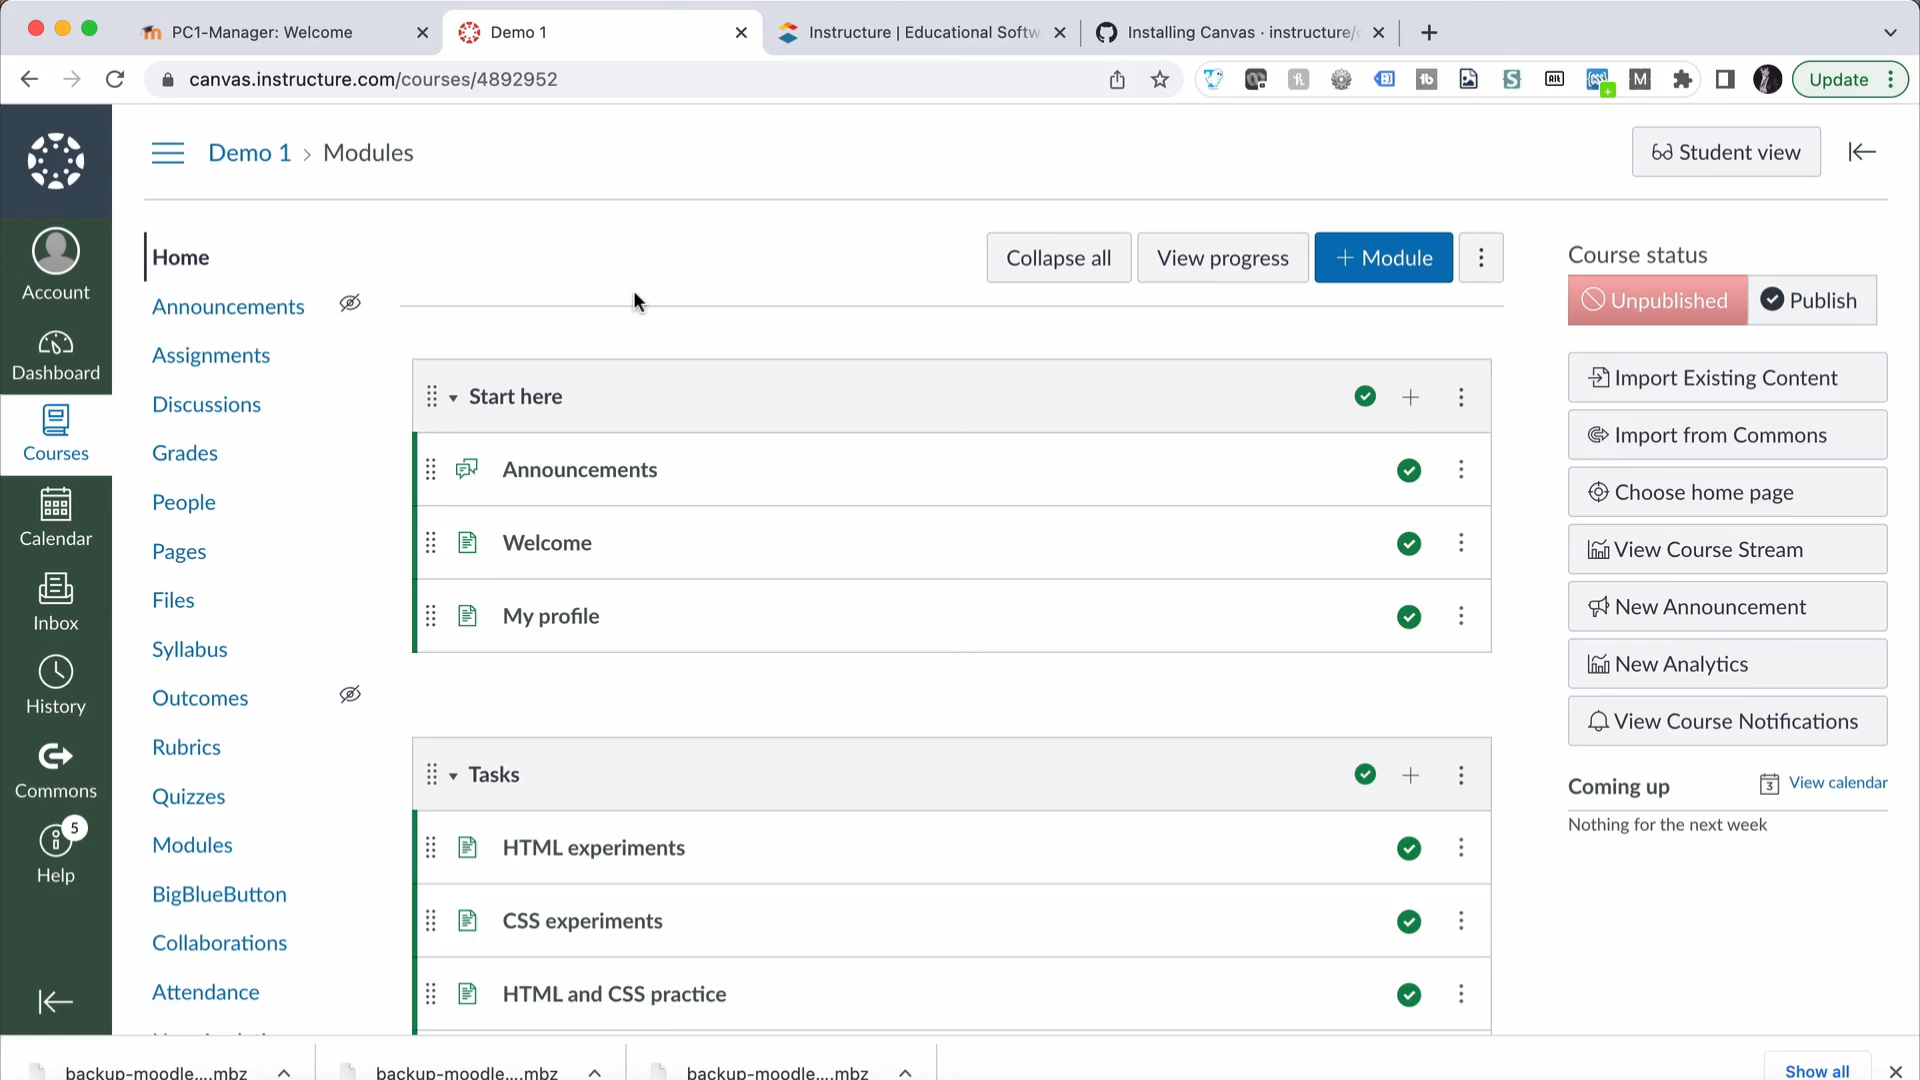 PC1-Manager: Welcome
Demo 1
Instructure | Educational Softw
Installing Canvas · instructure/
canvas.instructure.com/courses/4892952
Update
Demo 1 › Modules
Student view
Account
Dashboard
Courses
Calendar
Inbox
History
Commons
5
Help
Home
Announcements
Assignments
Discussions
Grades
People
Pages
Files
Syllabus
Outcomes
Rubrics
Quizzes
Modules
BigBlueButton
Collaborations
Attendance
Collapse all
View progress
+ Module
Start here
Announcements
Welcome
My profile
Tasks
HTML experiments
CSS experiments
HTML and CSS practice
Course status
Unpublished
Publish
Import Existing Content
Import from Commons
Choose home page
View Course Stream
New Announcement
New Analytics
View Course Notifications
Coming up
3
View calendar
Nothing for the next week
backup-moodle....mbz
backup-moodle....mbz
backup-moodle....mbz
Show all